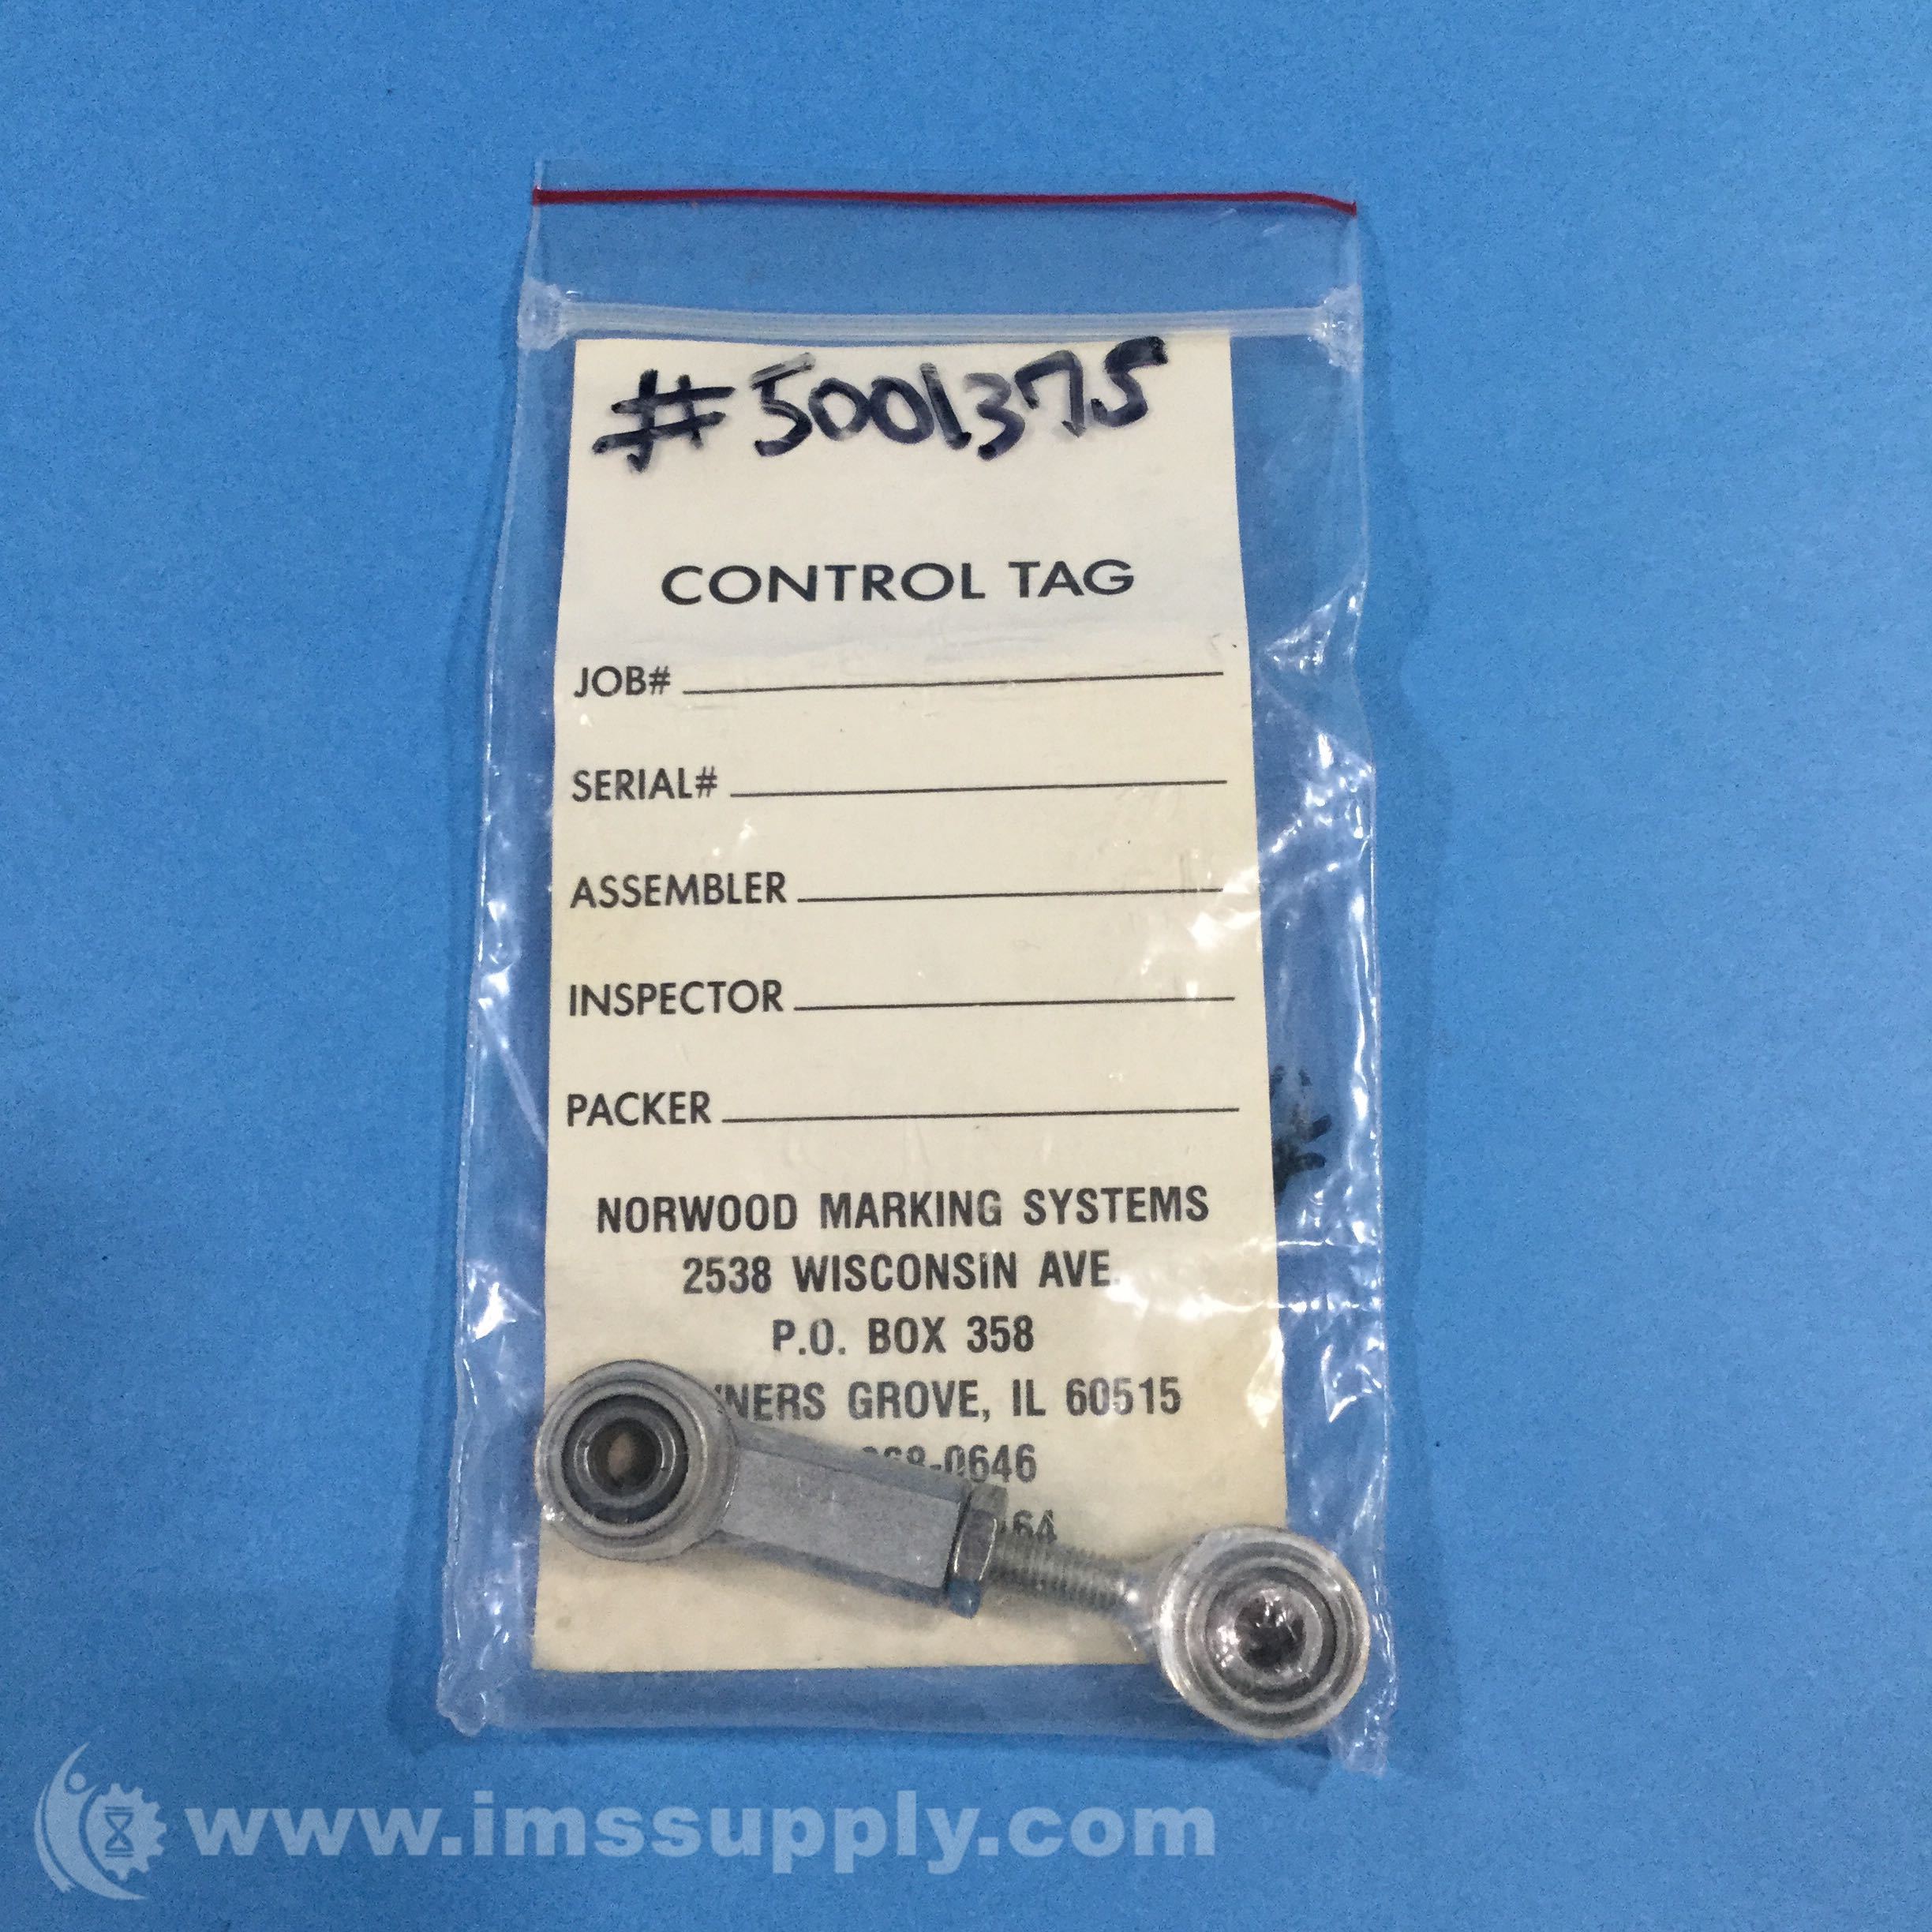 #5001375
CONTROL TAG
JOB#
SERIAL#
ASSEMBLER
INSPECTOR
PACKER
NORWOOD MARKING SYSTEMS
2538 WISCONSIN AVE.
P.O. BOX 358
GROVE, IL 60515
www.imssupply.com